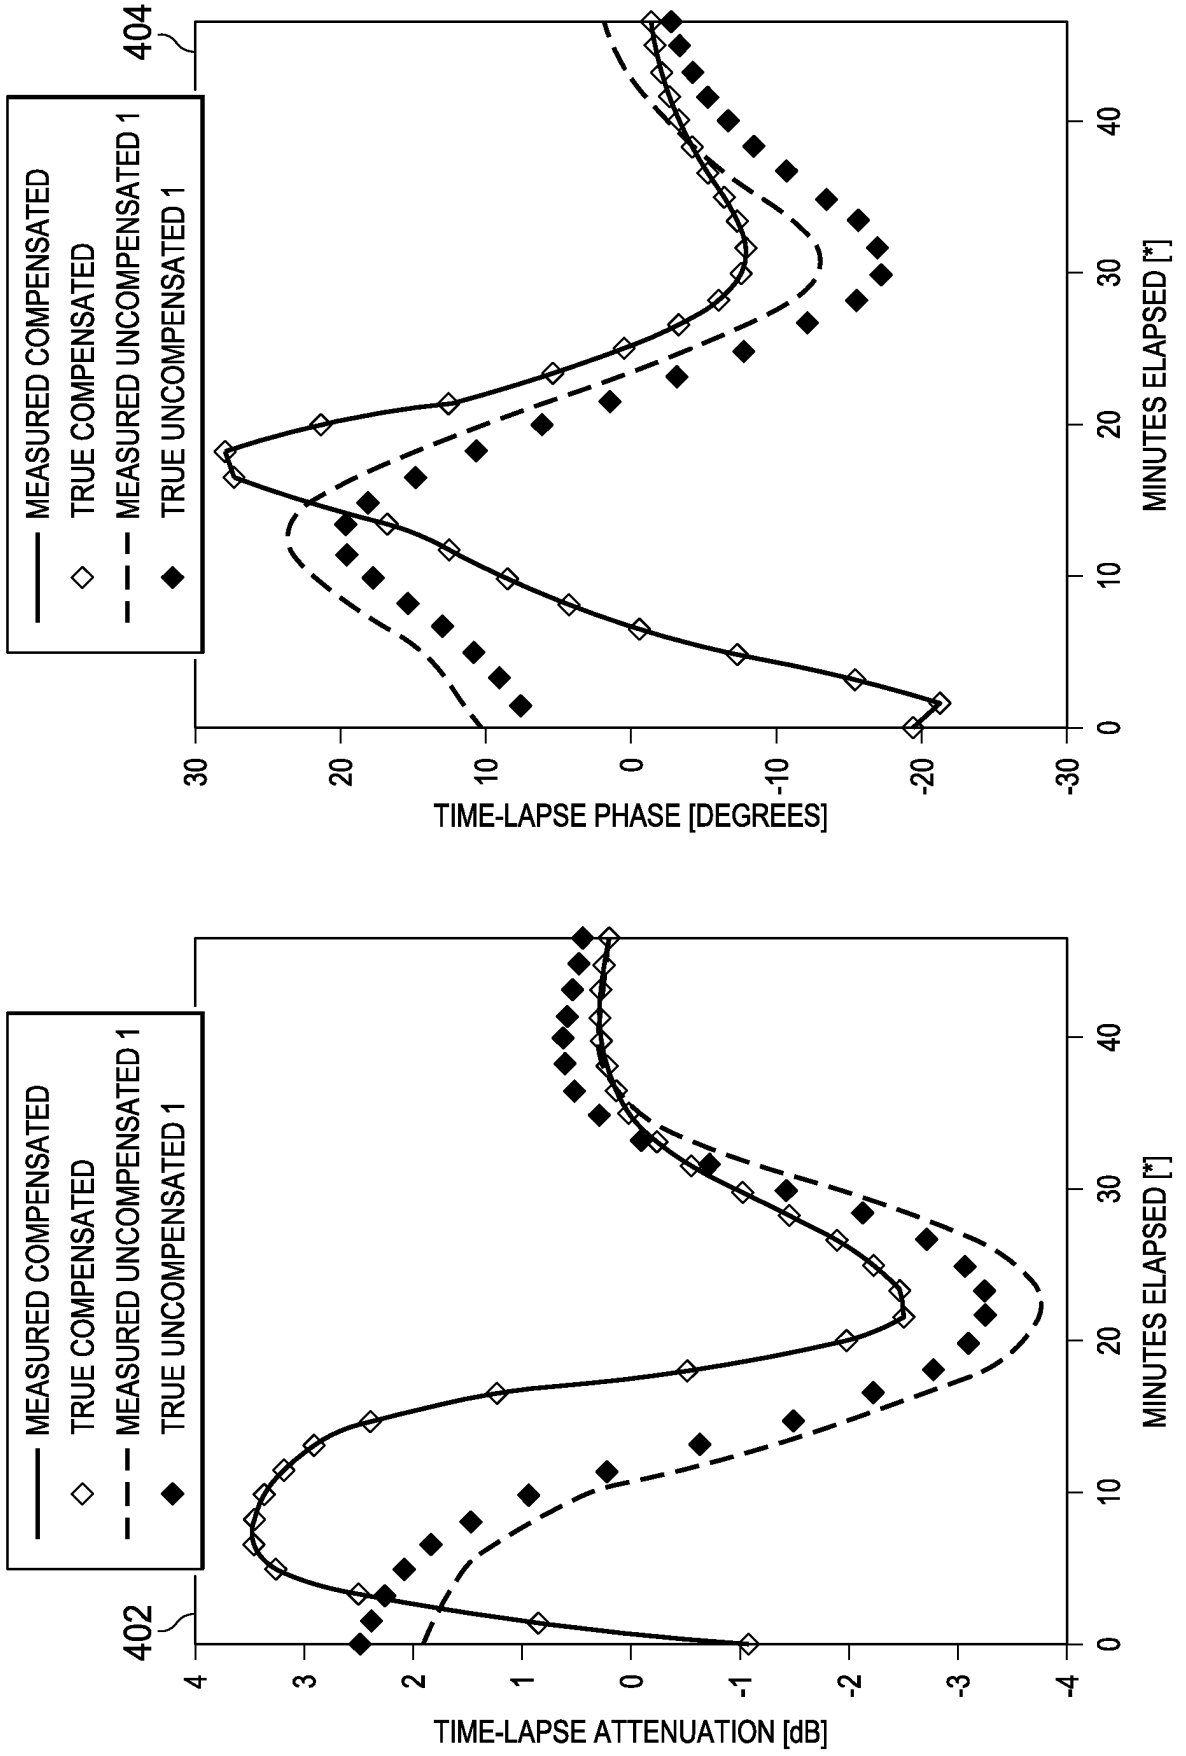 402
MEASURED COMPENSATED
TRUE COMPENSATED
MEASURED UNCOMPENSATED 1
TRUE UNCOMPENSATED 1
4
3
2
1
0
-1
-2
-3
-4
TIME-LAPSE ATTENUATION [dB]
0
10
20
30
40
MINUTES ELAPSED [*]
404
MEASURED COMPENSATED
TRUE COMPENSATED
MEASURED UNCOMPENSATED 1
TRUE UNCOMPENSATED 1
30
20
10
0
-10
-20
-30
TIME-LAPSE PHASE [DEGREES]
0
10
20
30
40
MINUTES ELAPSED [*]